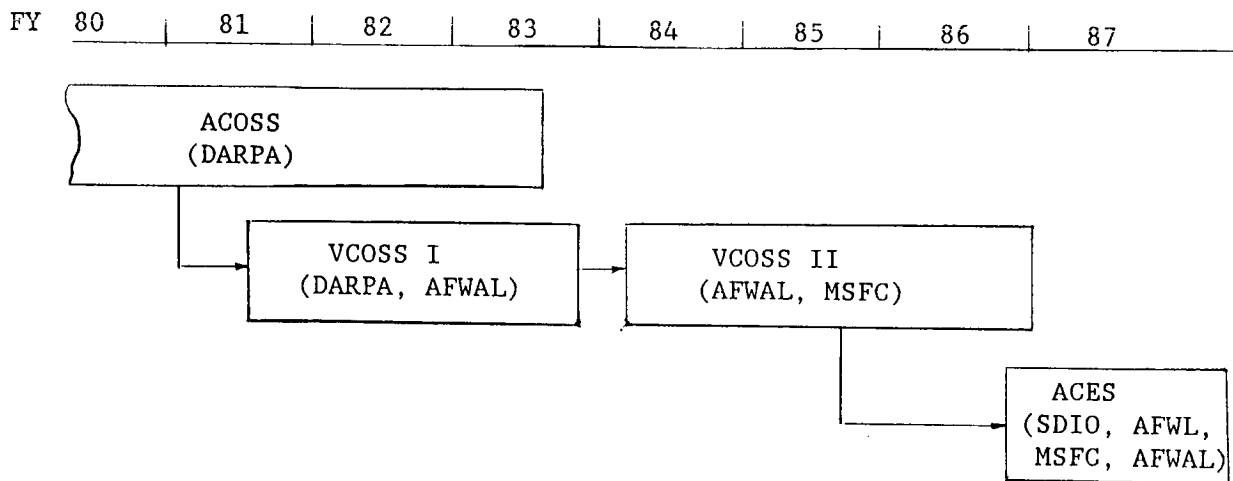 FY 80 | 81 | 82 | 83 | 84 | 85 | 86 | 87
ACOSS
(DARPA)
VCOSS I
(DARPA, AFWAL)
VCOSS II
(AFWAL, MSFC)
ACES
(SDIO, AFWL,
MSFC, AFWAL)